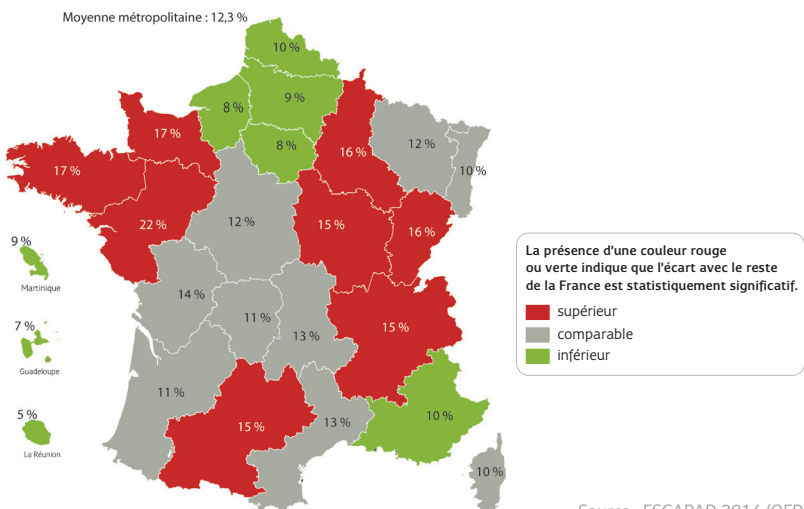 Moyenne métropolitaine : 12,3 %
10 %
9 %
8 %
8 %
17 %
16 %
12 %
10 %
17 %
22 %
12 %
15 %
16 %
9 %
Martinique
14 %
11 %
13 %
15 %
7 %
Guadeloupe
11 %
15 %
13 %
10 %
5 %
La Réunion
10 %
La présence d'une couleur rouge
ou verte indique que l'écart avec le reste
de la France est statistiquement significatif.
supérieur
comparable
inférieur